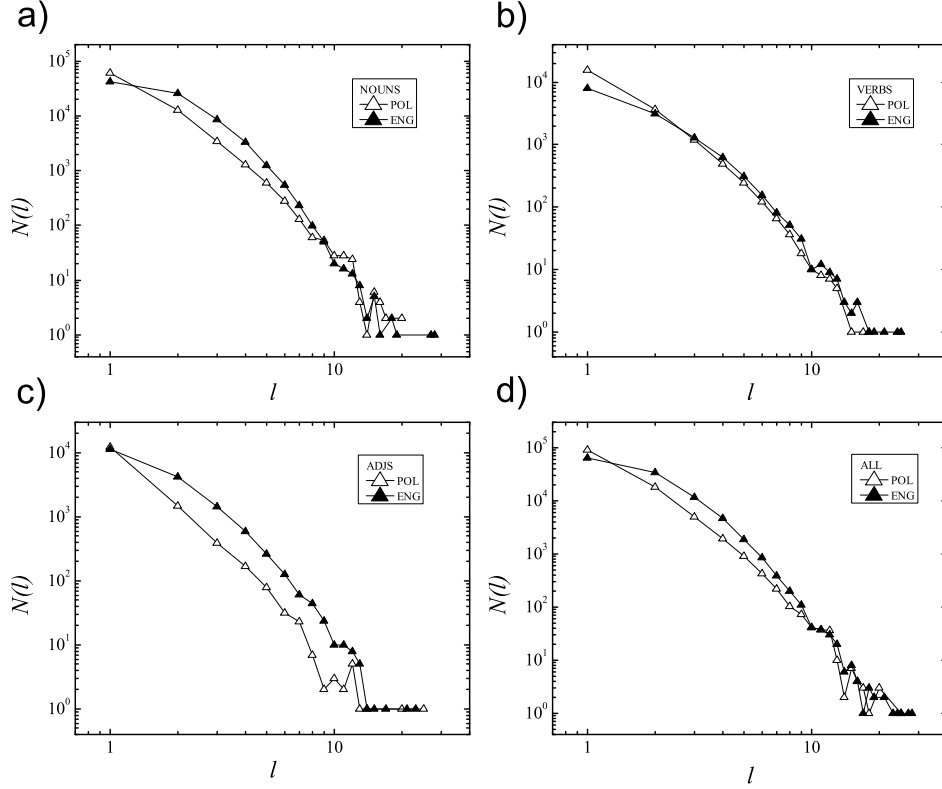 a)
10^5
10^4
10^3
10^2
10^1
10^0
N(l)
NOUNS
POL
ENG
1
10
l
b)
10^4
10^3
10^2
10^1
10^0
N(l)
VERBS
POL
ENG
1
10
l
c)
10^4
10^3
10^2
10^1
10^0
N(l)
ADJS
POL
ENG
1
10
l
d)
10^5
10^4
10^3
10^2
10^1
10^0
N(l)
ALL
POL
ENG
1
10
l